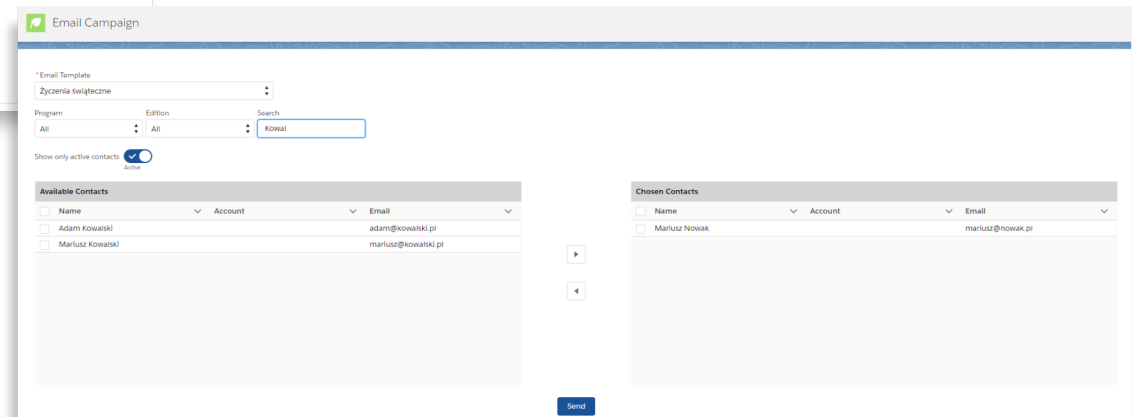 Email Campaign
*Email Template
Życzenia świąteczne
Program Edition Search
All All Kowal
Show only active contacts
Active
Available Contacts
Name Account Email
Adam Kowalski adam@kowalski.pl
Mariusz Kowalski mariusz@kowalski.pl
Chosen Contacts
Name Account Email
Mariusz Nowak mariusz@nowak.pl
Send